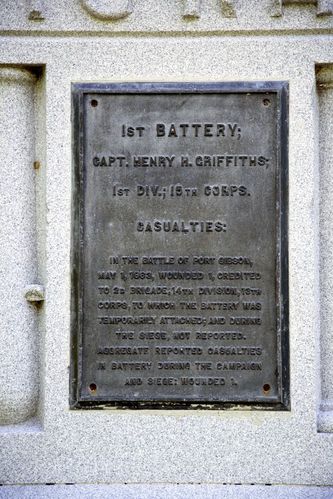 1ST BATTERY;
CAPT. HENRY H. GRIFFITHS;
1ST DIV.; 15TH CORPS.
CASUALTIES:
IN THE BATTLE OF PORT GIBSON,
MAY 1, 1863, WOUNDED 1, CREDITED
TO 2D BRIGADE, 14TH DIVISION, 13TH
CORPS, TO WHICH THE BATTERY WAS
TEMPORARILY ATTACHED; AND DURING
THE SIEGE, NOT REPORTED.
AGGREGATE REPORTED CASUALTIES
IN BATTERY DURING THE CAMPAIGN
AND SIEGE: WOUNDED 1.